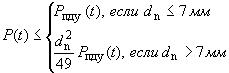 P(t) ≤ { P_пду (t), если d_п ≤ 7 мм
d_п² / 49 P_пду(t), если d_п > 7 мм